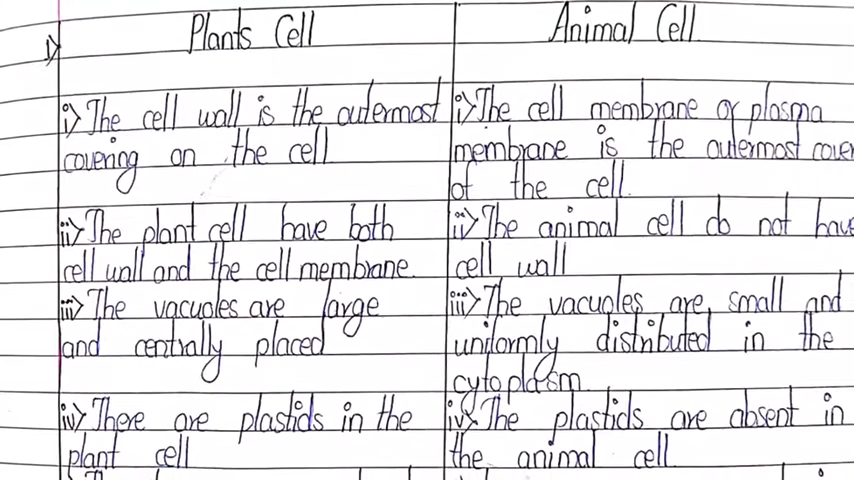 Plants Cell
Animal Cell
1)
i) The cell wall is the outermost
covering on the cell
i) The cell membrane or plasma
membrane is the outermost cover
of the cell.
ii) The plant cell have both
cell wall and the cell membrane.
ii) The animal cell do not have
cell wall
iii) The vacuoles are large
and centrally placed
iii) The vacuoles are, small and
uniformly distributed in the
cytoplasm.
iv) There are plastids in the
plant cell
iv) The plastids are absent in
the animal cell.